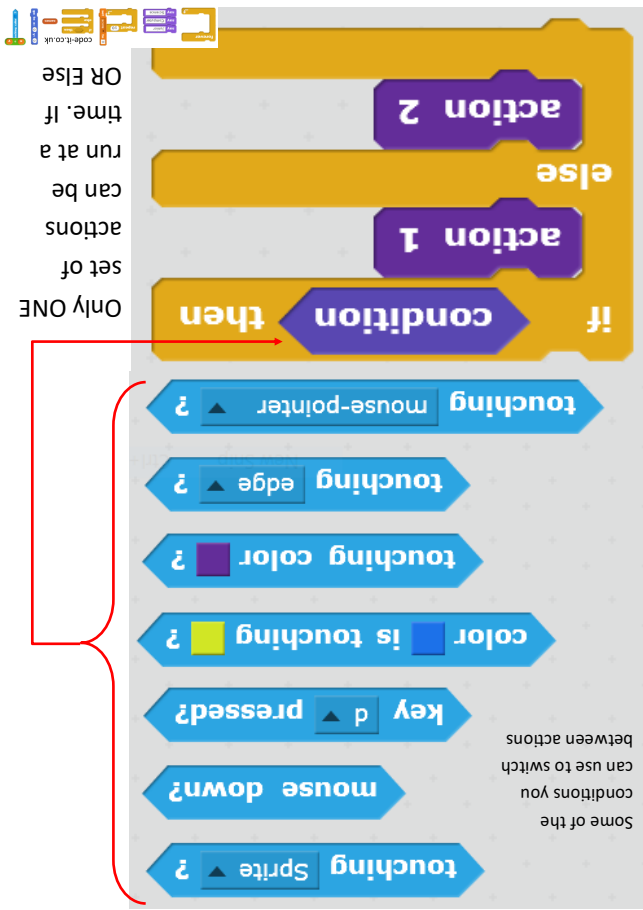 Some of the
conditions you
can use to switch
between actions
touching Sprite ?
mouse down?
key d pressed?
color is touching ?
touching color ?
touching edge ?
touching mouse-pointer ?
if condition then
action 1
else
action 2
Only ONE
set of
actions
can be
run at a
time. If
OR Else
code-it.co.uk